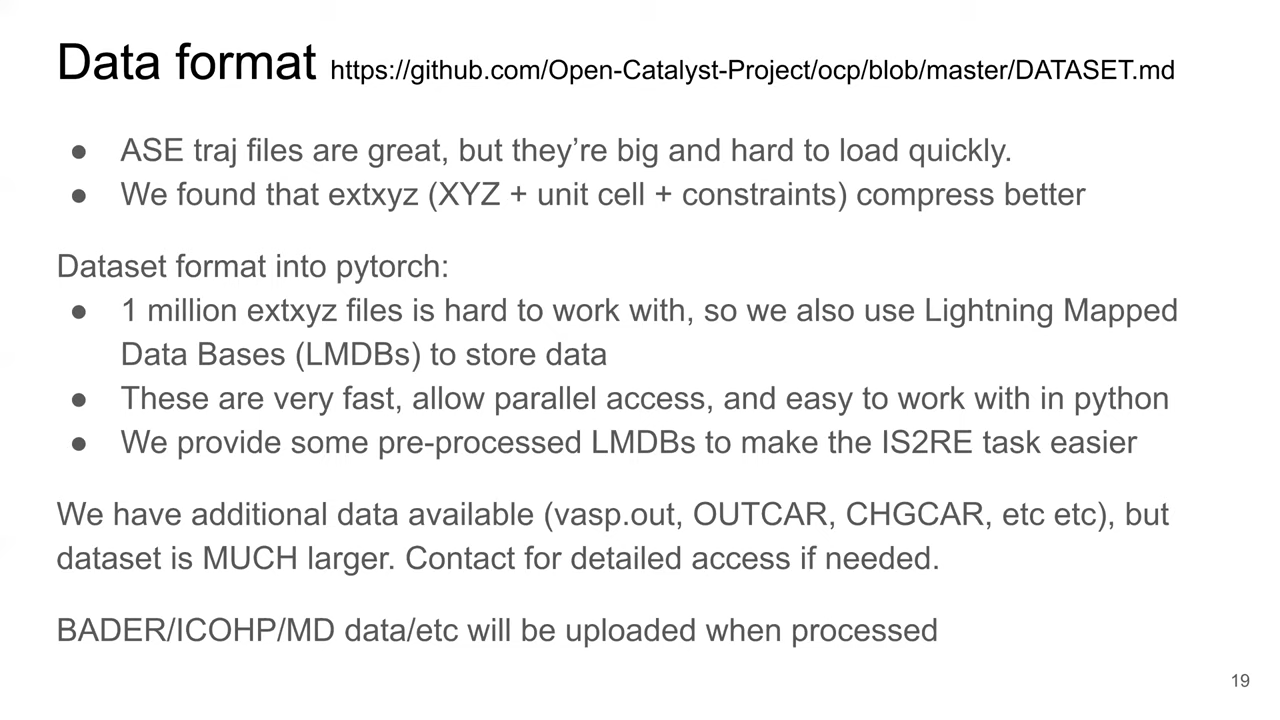 Data format https://github.com/Open-Catalyst-Project/ocp/blob/master/DATASET.md
● ASE traj files are great, but they’re big and hard to load quickly.
● We found that extxyz (XYZ + unit cell + constraints) compress better
Dataset format into pytorch:
● 1 million extxyz files is hard to work with, so we also use Lightning Mapped
Data Bases (LMDBs) to store data
● These are very fast, allow parallel access, and easy to work with in python
● We provide some pre-processed LMDBs to make the IS2RE task easier
We have additional data available (vasp.out, OUTCAR, CHGCAR, etc etc), but
dataset is MUCH larger. Contact for detailed access if needed.
BADER/ICOHP/MD data/etc will be uploaded when processed
19